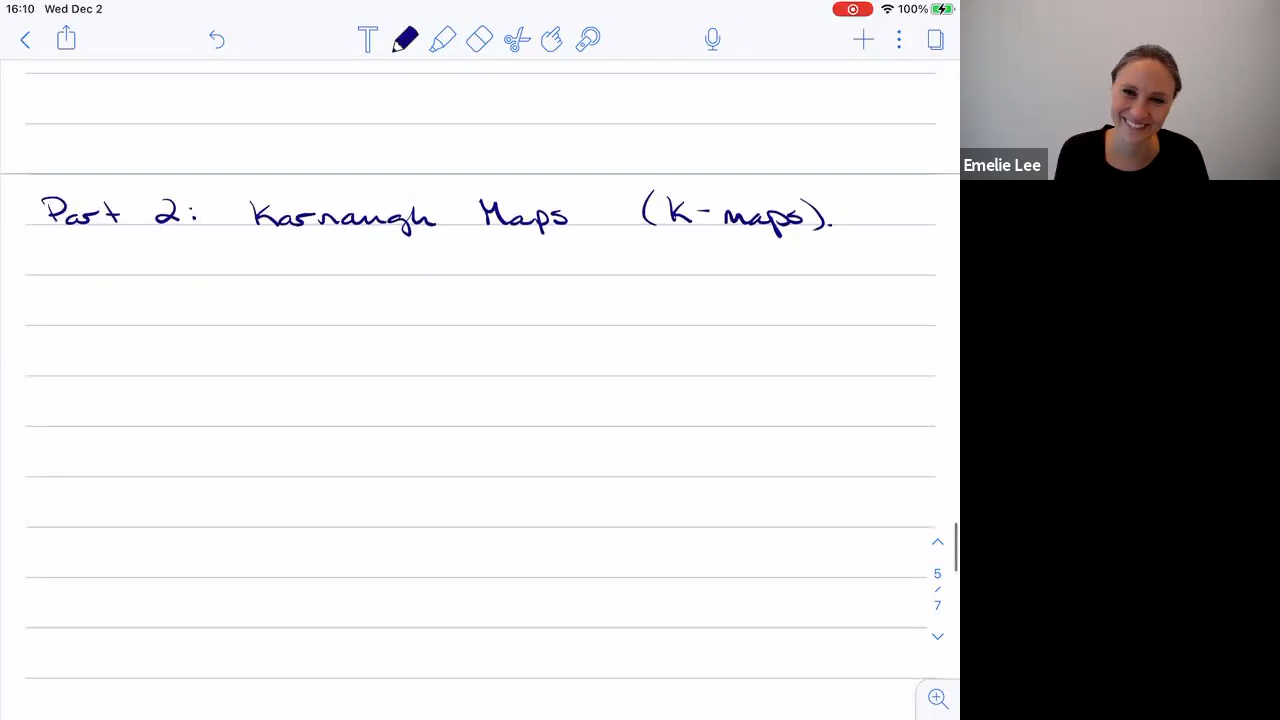 16:10 Wed Dec 2
100%
T
Emelie Lee
Part 2: Karnaugh Maps (K-maps).
5
/
7